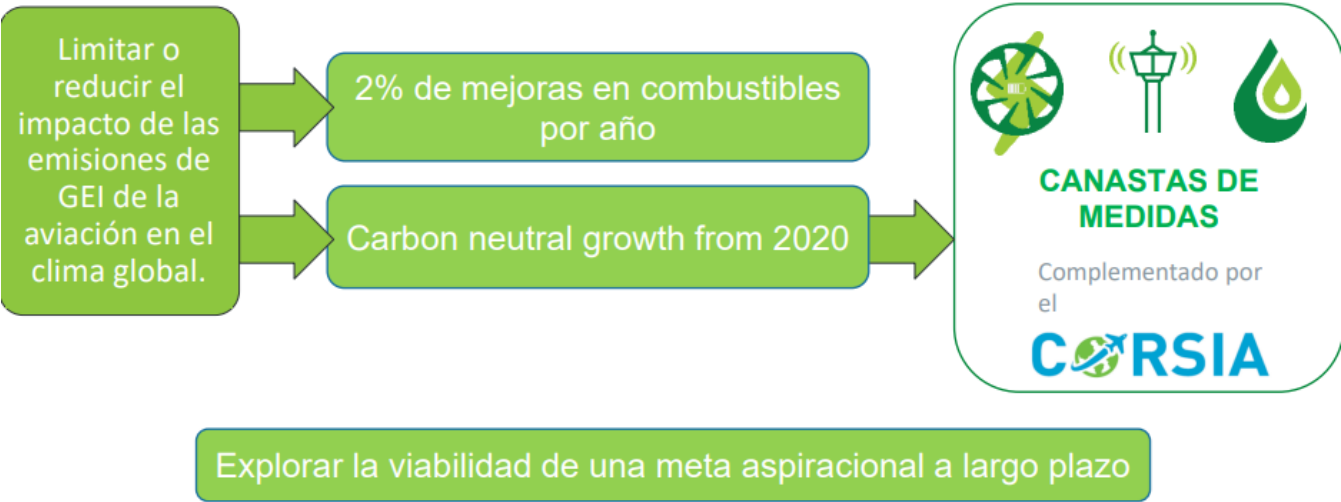 Limitar o
reducir el
impacto de las
emisiones de
GEI de la
aviación en el
clima global.
2% de mejoras en combustibles
por año
Carbon neutral growth from 2020
CANASTAS DE
MEDIDAS
Complementado por
el
CORSIA
Explorar la viabilidad de una meta aspiracional a largo plazo